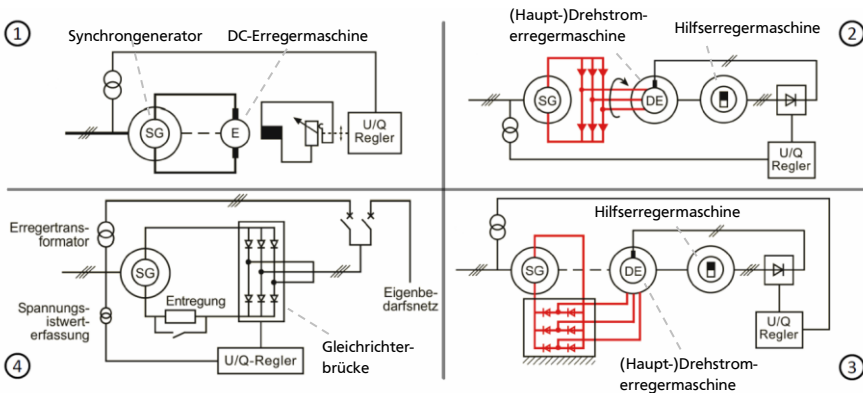 1
Synchrongenerator
DC-Erregermaschine
SG
E
U/Q
Regler
(Haupt-)Drehstrom-
erregermaschine
Hilfserregermaschine
2
SG
DE
U/Q
Regler
Erregertrans-
formator
SG
Entregung
Spannungs-
istwert-
erfassung
Eigenbe-
darfsnetz
U/Q-Regler
Gleichrichter-
brücke
4
Hilfserregermaschine
SG
DE
U/Q
Regler
(Haupt-)Drehstrom-
erregermaschine
3